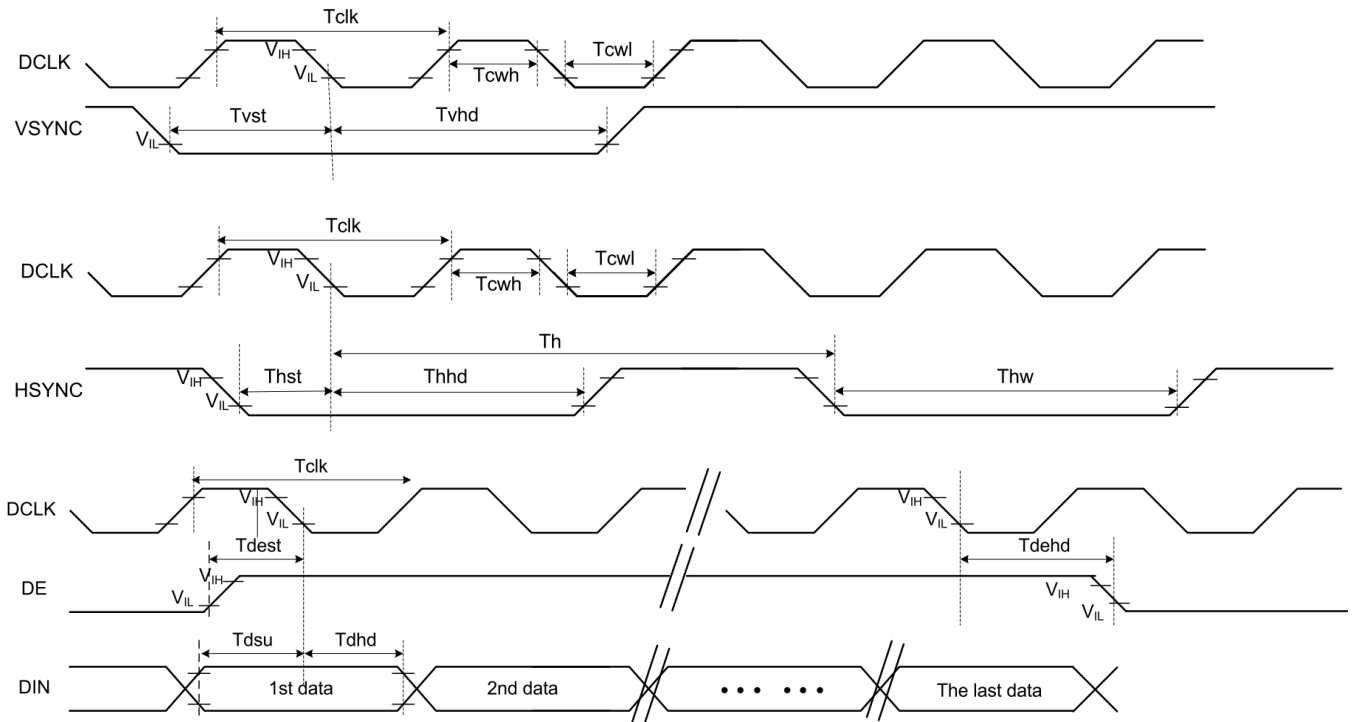 Tclk
DCLK VIH VIL Tcwh Tcwl
VSYNC VIL Tvst Tvhd
Tclk
DCLK VIH VIL Tcwh Tcwl
Th
HSYNC VIH VIL Thst Thhd Thw
Tclk
DCLK VIH VIL VIH VIL
Tdest Tdehd
DE VIH VIL VIH VIL
Tdsu Tdhd
DIN 1st data 2nd data • • • • • • The last data